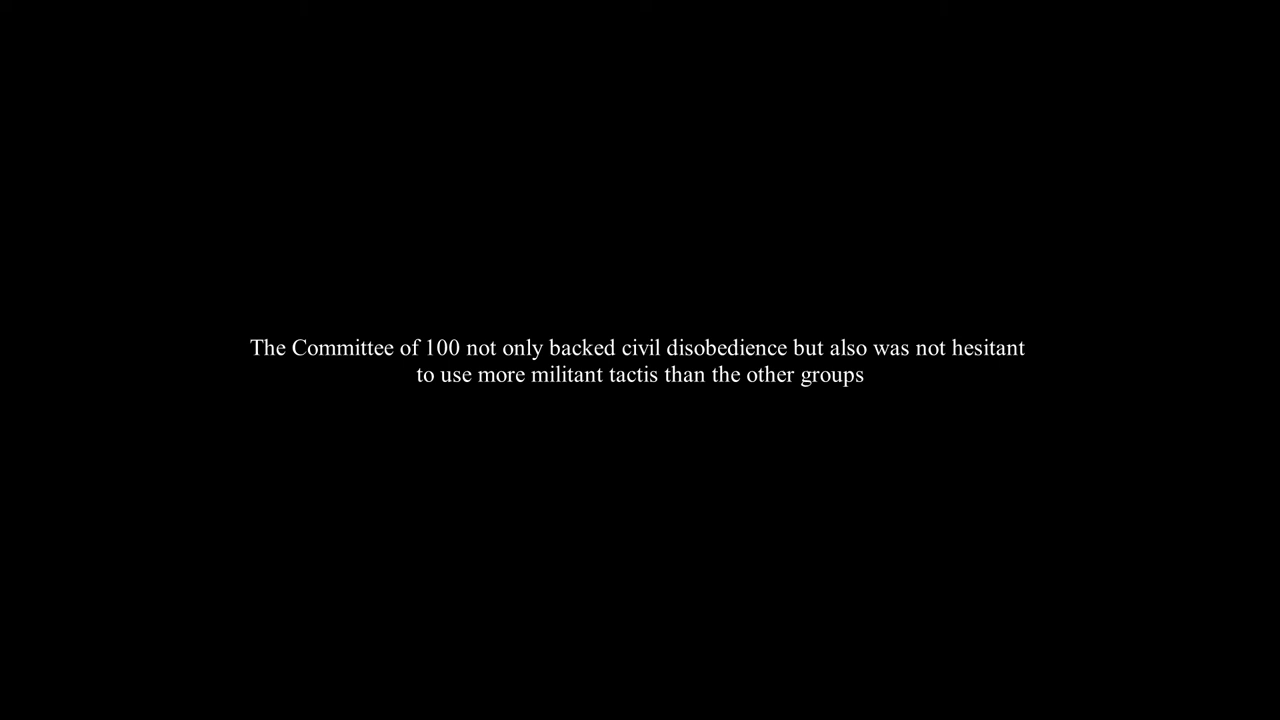 The Committee of 100 not only backed civil disobedience but also was not hesitant
to use more militant tactis than the other groups